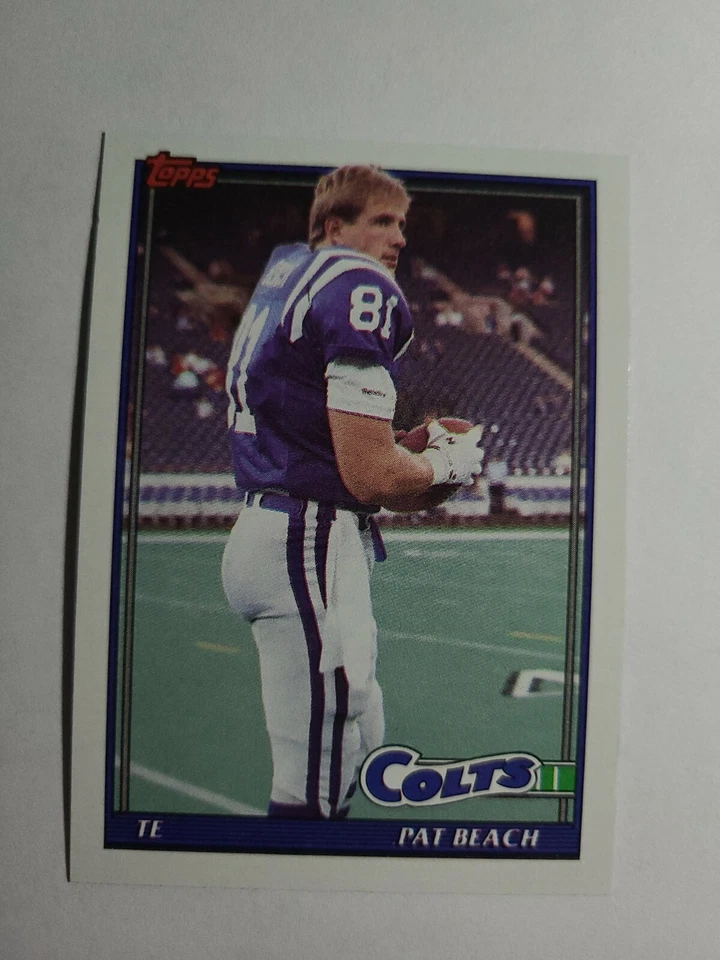 Topps
81
COLTS
TE
PAT BEACH